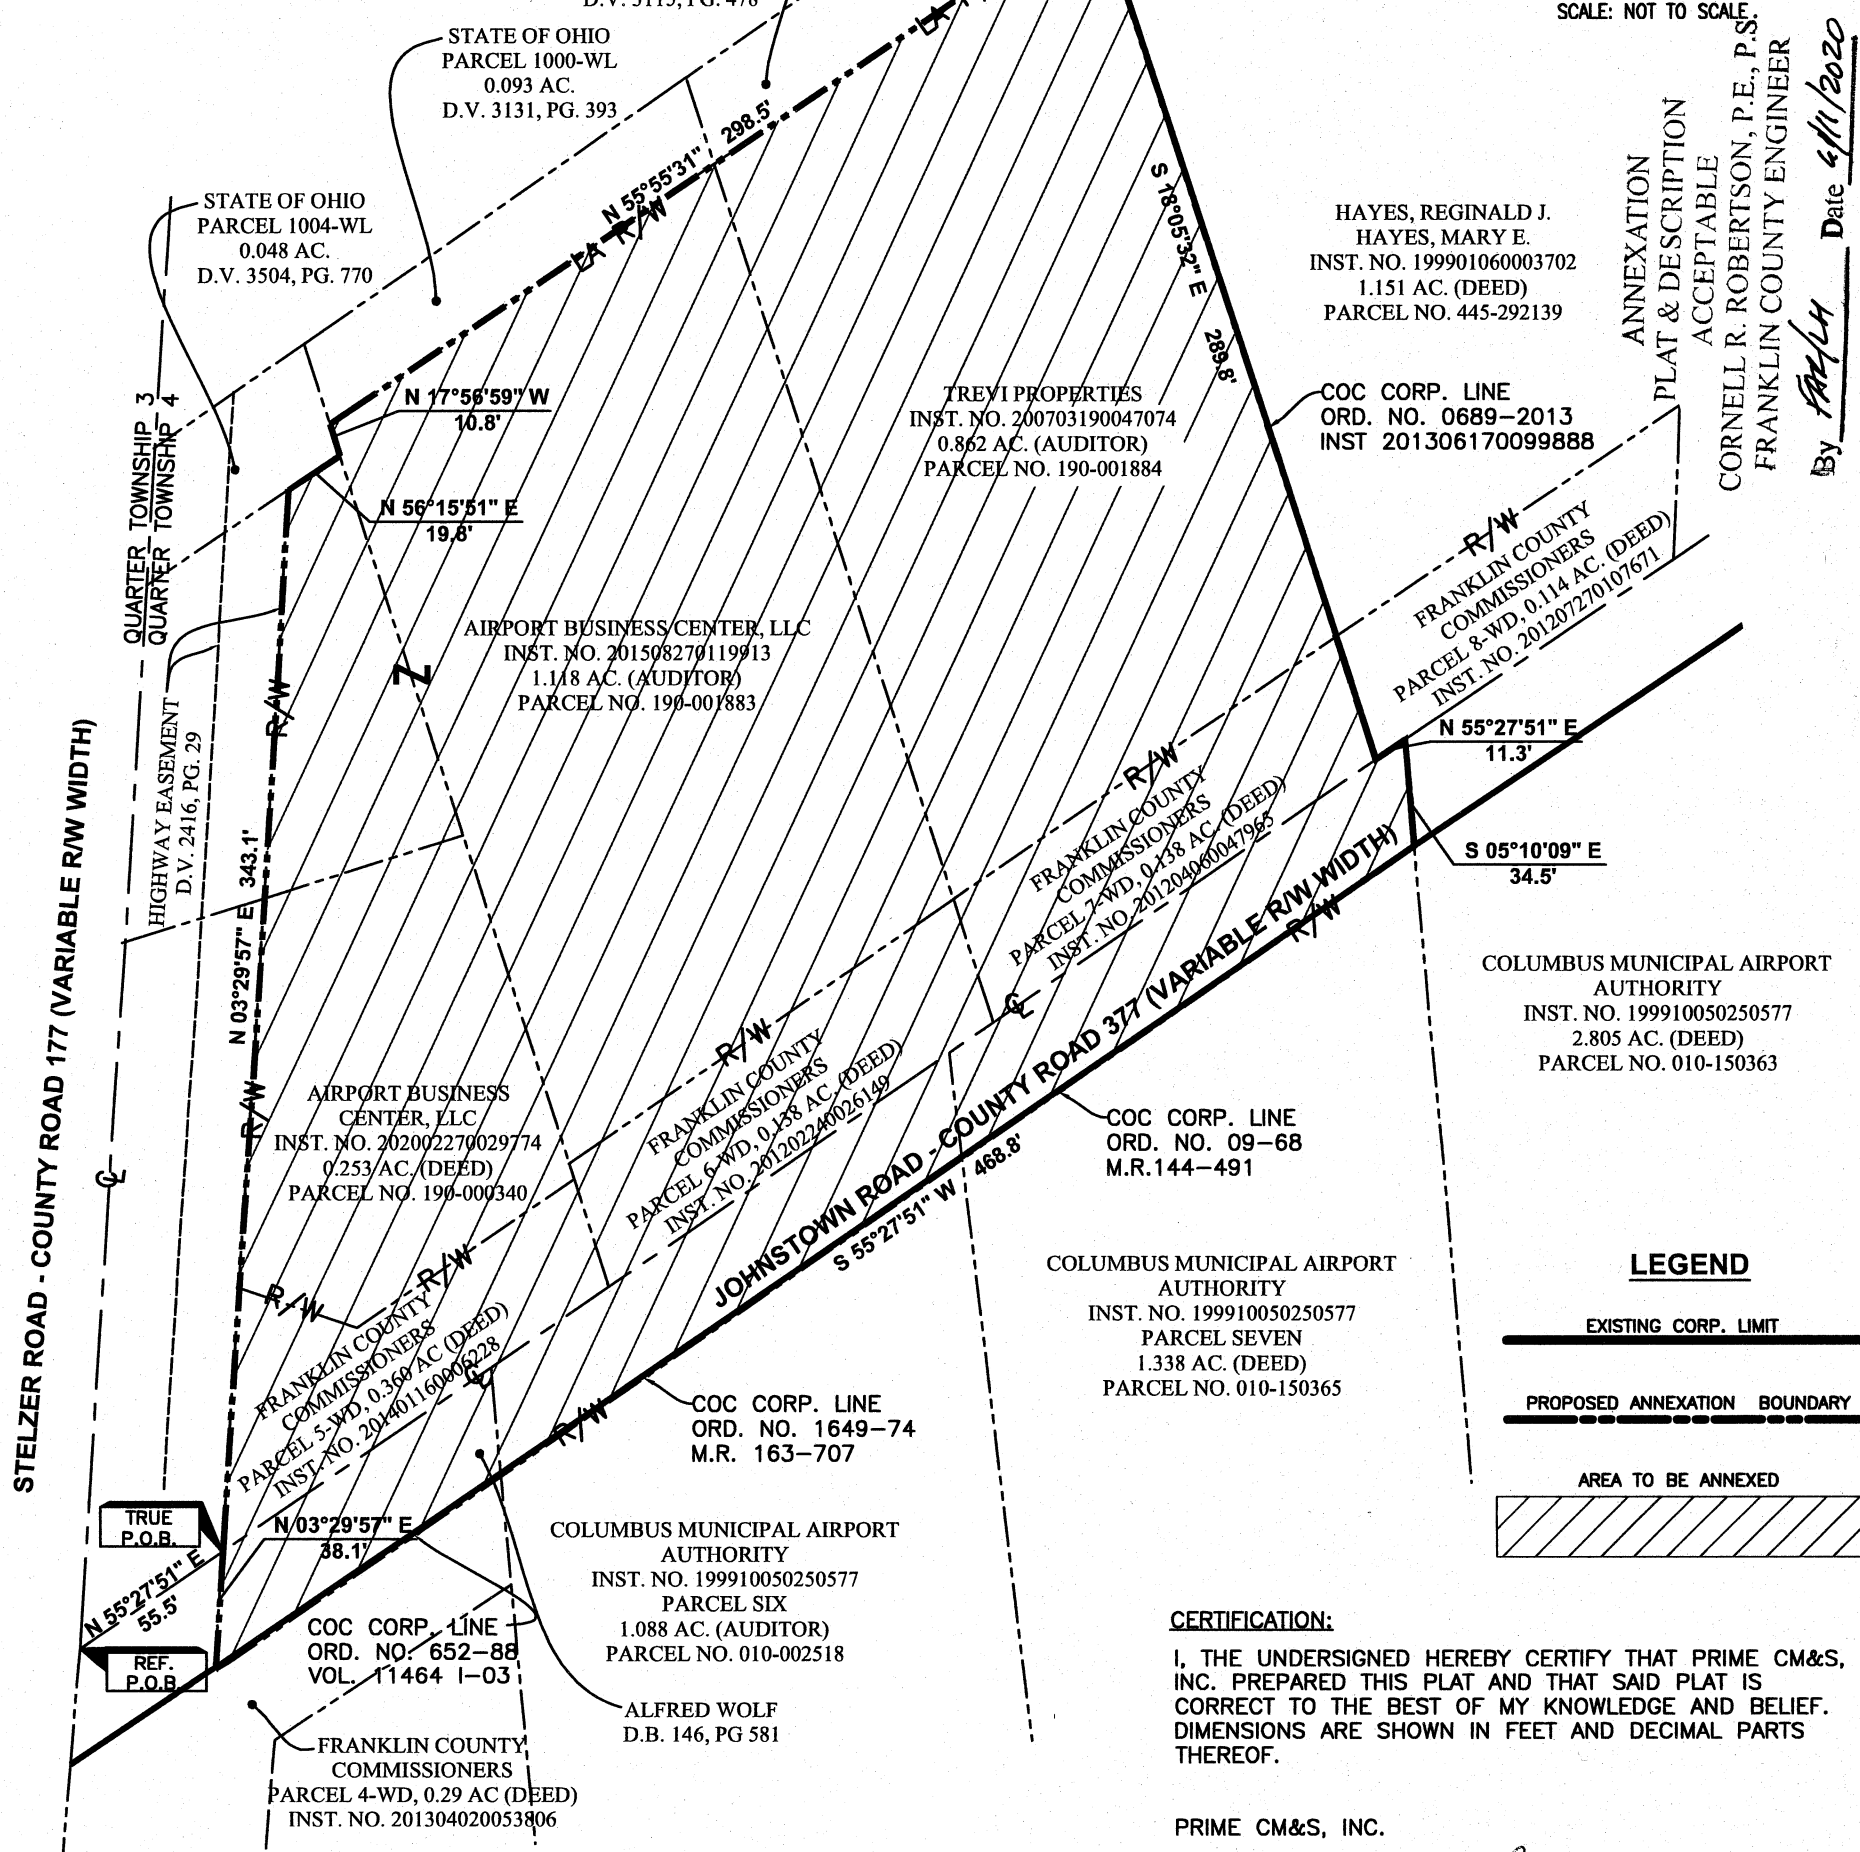 D.V. 3115, PG. 478
SCALE: NOT TO SCALE.
STATE OF OHIO
PARCEL 1000-WL
0.093 AC.
D.V. 3131, PG. 393
STATE OF OHIO
PARCEL 1004-WL
0.048 AC.
D.V. 3504, PG. 770
LA
N 55°55'31" 298.5'
LA R/W
S 18°05'32" E 289.8'
HAYES, REGINALD J.
HAYES, MARY E.
INST. NO. 199901060003702
1.151 AC. (DEED)
PARCEL NO. 445-292139
ANNEXATION
PLAT & DESCRIPTION
ACCEPTABLE
CORNELL R. ROBERTSON, P.E., P.S.
FRANKLIN COUNTY ENGINEER
By Date 6/11/2020
N 17°56'59" W
10.8'
N 56°15'51" E
19.8'
TREVI PROPERTIES
INST. NO. 200703190047074
0.862 AC. (AUDITOR)
PARCEL NO. 190-001884
COC CORP. LINE
ORD. NO. 0689-2013
INST 201306170099888
QUARTER TOWNSHIP 3
QUARTER TOWNSHIP 4
R/W
FRANKLIN COUNTY
COMMISSIONERS
PARCEL 8-WD, 0.114 AC. (DEED)
INST. NO. 201207270107671
AIRPORT BUSINESS CENTER, LLC
INST. NO. 201508270119913
1.118 AC. (AUDITOR)
PARCEL NO. 190-001883
Z
HIGHWAY EASEMENT
D.V. 2416, PG. 29
R/W
N 03°29'57" E 343.1'
R/W
STELZER ROAD - COUNTY ROAD 177 (VARIABLE R/W WIDTH)
CL
N 55°27'51" E
11.3'
S 05°10'09" E
34.5'
R/W
FRANKLIN COUNTY
COMMISSIONERS
PARCEL 7-WD, 0.138 AC. (DEED)
INST. NO. 201204060047965
CL
R/W
COLUMBUS MUNICIPAL AIRPORT
AUTHORITY
INST. NO. 199910050250577
2.805 AC. (DEED)
PARCEL NO. 010-150363
R/W
FRANKLIN COUNTY
COMMISSIONERS
PARCEL 6-WD, 0.138 AC. (DEED)
INST. NO. 201202240026149
AIRPORT BUSINESS
CENTER, LLC
INST. NO. 202002270029774
0.253 AC. (DEED)
PARCEL NO. 190-000340
JOHNSTOWN ROAD - COUNTY ROAD 377 (VARIABLE R/W WIDTH)
S 55°27'51" W 468.8'
COC CORP. LINE
ORD. NO. 09-68
M.R.144-491
R/W
R/W
FRANKLIN COUNTY
COMMISSIONERS
PARCEL 5-WD, 0.360 AC (DEED)
INST. NO. 201401160006228
CL
R/W
COLUMBUS MUNICIPAL AIRPORT
AUTHORITY
INST. NO. 199910050250577
PARCEL SEVEN
1.338 AC. (DEED)
PARCEL NO. 010-150365
LEGEND
EXISTING CORP. LIMIT
PROPOSED ANNEXATION BOUNDARY
AREA TO BE ANNEXED
COC CORP. LINE
ORD. NO. 1649-74
M.R. 163-707
TRUE
P.O.B.
N 03°29'57" E
38.1'
N 55°27'51" E
55.5'
REF.
P.O.B.
COC CORP. LINE
ORD. NO. 652-88
VOL. 11464 I-03
COLUMBUS MUNICIPAL AIRPORT
AUTHORITY
INST. NO. 199910050250577
PARCEL SIX
1.088 AC. (AUDITOR)
PARCEL NO. 010-002518
ALFRED WOLF
D.B. 146, PG 581
FRANKLIN COUNTY
COMMISSIONERS
PARCEL 4-WD, 0.29 AC (DEED)
INST. NO. 201304020053806
CERTIFICATION:
I, THE UNDERSIGNED HEREBY CERTIFY THAT PRIME CM&S,
INC. PREPARED THIS PLAT AND THAT SAID PLAT IS
CORRECT TO THE BEST OF MY KNOWLEDGE AND BELIEF.
DIMENSIONS ARE SHOWN IN FEET AND DECIMAL PARTS
THEREOF.
PRIME CM&S, INC.